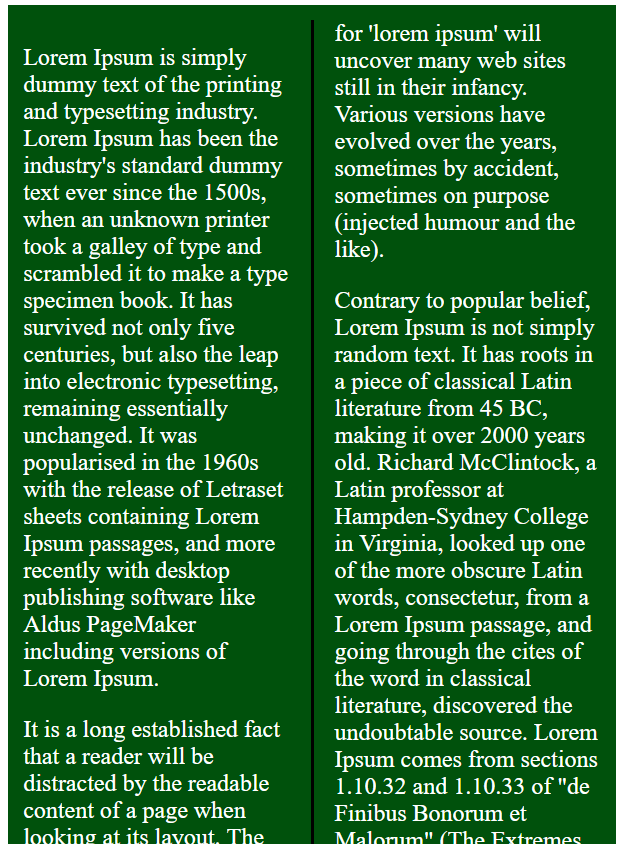 Lorem Ipsum is simply
dummy text of the printing
and typesetting industry.
Lorem Ipsum has been the
industry's standard dummy
text ever since the 1500s,
when an unknown printer
took a galley of type and
scrambled it to make a type
specimen book. It has
survived not only five
centuries, but also the leap
into electronic typesetting,
remaining essentially
unchanged. It was
popularised in the 1960s
with the release of Letraset
sheets containing Lorem
Ipsum passages, and more
recently with desktop
publishing software like
Aldus PageMaker
including versions of
Lorem Ipsum.
It is a long established fact
that a reader will be
distracted by the readable
content of a page when
looking at its layout. The
for 'lorem ipsum' will
uncover many web sites
still in their infancy.
Various versions have
evolved over the years,
sometimes by accident,
sometimes on purpose
(injected humour and the
like).
Contrary to popular belief,
Lorem Ipsum is not simply
random text. It has roots in
a piece of classical Latin
literature from 45 BC,
making it over 2000 years
old. Richard McClintock, a
Latin professor at
Hampden-Sydney College
in Virginia, looked up one
of the more obscure Latin
words, consectetur, from a
Lorem Ipsum passage, and
going through the cites of
the word in classical
literature, discovered the
undoubtable source. Lorem
Ipsum comes from sections
1.10.32 and 1.10.33 of "de
Finibus Bonorum et
Malorum" (The Extremes